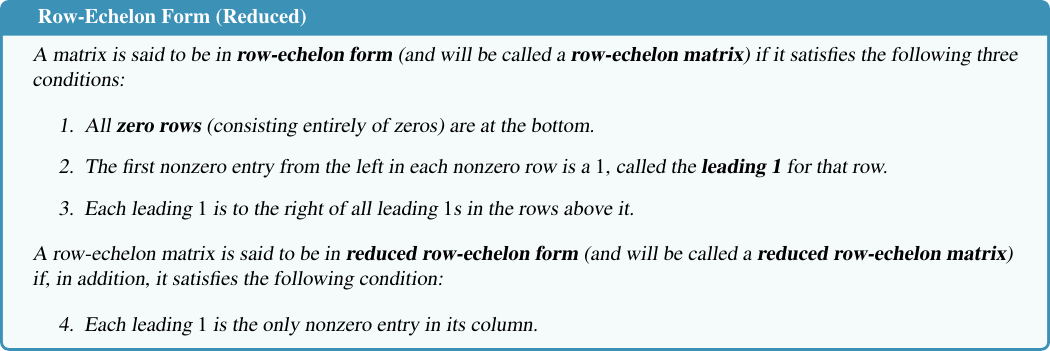 Row-Echelon Form (Reduced)
A matrix is said to be in row-echelon form (and will be called a row-echelon matrix) if it satisfies the following three
conditions:
1. All zero rows (consisting entirely of zeros) are at the bottom.
2. The first nonzero entry from the left in each nonzero row is a 1, called the leading 1 for that row.
3. Each leading 1 is to the right of all leading 1s in the rows above it.
A row-echelon matrix is said to be in reduced row-echelon form (and will be called a reduced row-echelon matrix)
if, in addition, it satisfies the following condition:
4. Each leading 1 is the only nonzero entry in its column.